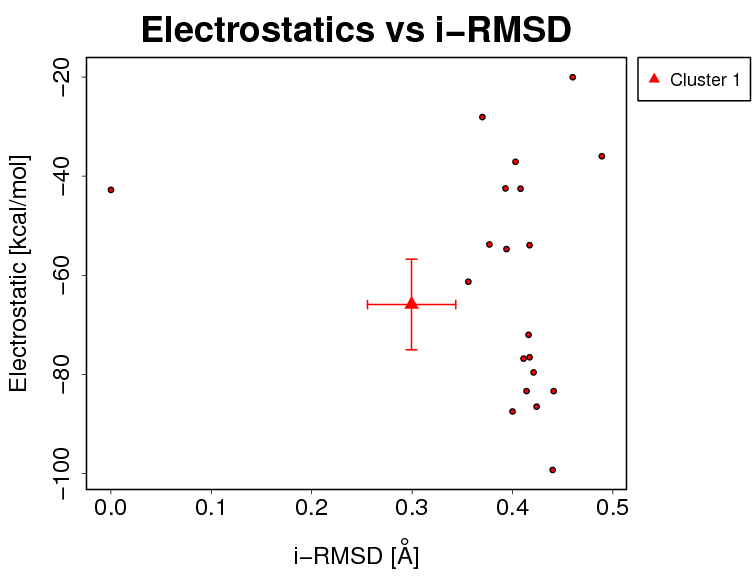 Electrostatics vs i−RMSD
Cluster 1
Electrostatic [kcal/mol]
−20
−40
−60
−80
−100
0.0 0.1 0.2 0.3 0.4 0.5
i−RMSD [Å]